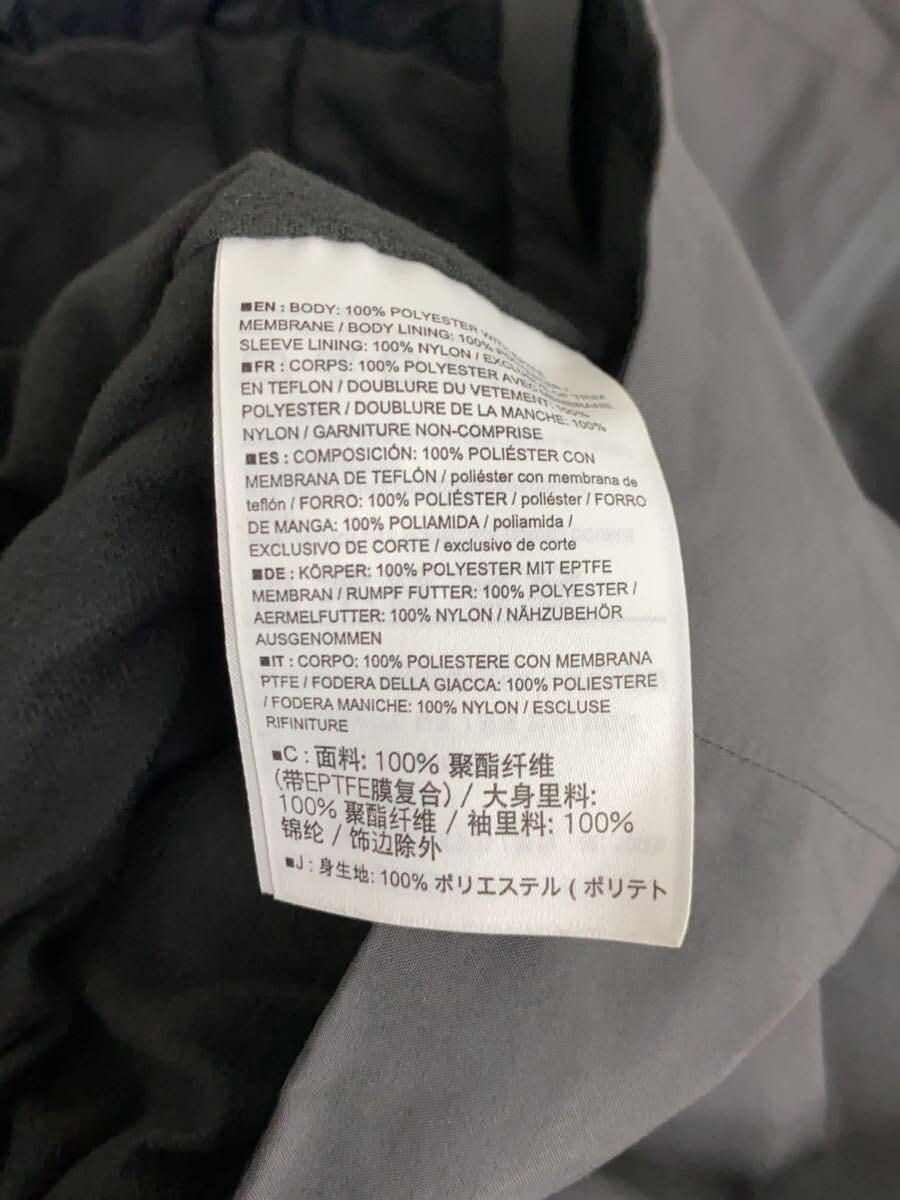 ■EN : BODY: 100% POLYESTER
MEMBRANE / BODY LINING: 100%
SLEEVE LINING: 100% NYLON / TRIM
■FR : CORPS: 100% POLYESTER AVEC
EN TEFLON / DOUBLURE DU VETEMENT: 100%
POLYESTER / DOUBLURE DE LA MANCHE: 100%
NYLON / GARNITURE NON-COMPRISE
■ES : COMPOSICIÓN: 100% POLIÉSTER CON
MEMBRANA DE TEFLÓN / poliéster con membrana de
teflón / FORRO: 100% POLIÉSTER / poliéster / FORRO
DE MANGA: 100% POLIAMIDA / poliamida /
EXCLUSIVO DE CORTE / exclusivo de corte
■DE : KÖRPER: 100% POLYESTER MIT EPTFE
MEMBRAN / RUMPF FUTTER: 100% POLYESTER /
AERMELFUTTER: 100% NYLON / NÄHZUBEHÖR
AUSGENOMMEN
■IT : CORPO: 100% POLIESTERE CON MEMBRANA
PTFE / FODERA DELLA GIACCA: 100% POLIESTERE
/ FODERA MANICHE: 100% NYLON / ESCLUSE
RIFINITURE
■C : 面料: 100% 聚酯纤维
(带EPTFE膜复合) / 大身里料:
100% 聚酯纤维 / 袖里料: 100%
锦纶 / 饰边除外
■J : 身生地: 100% ポリエステル ( ポリテト